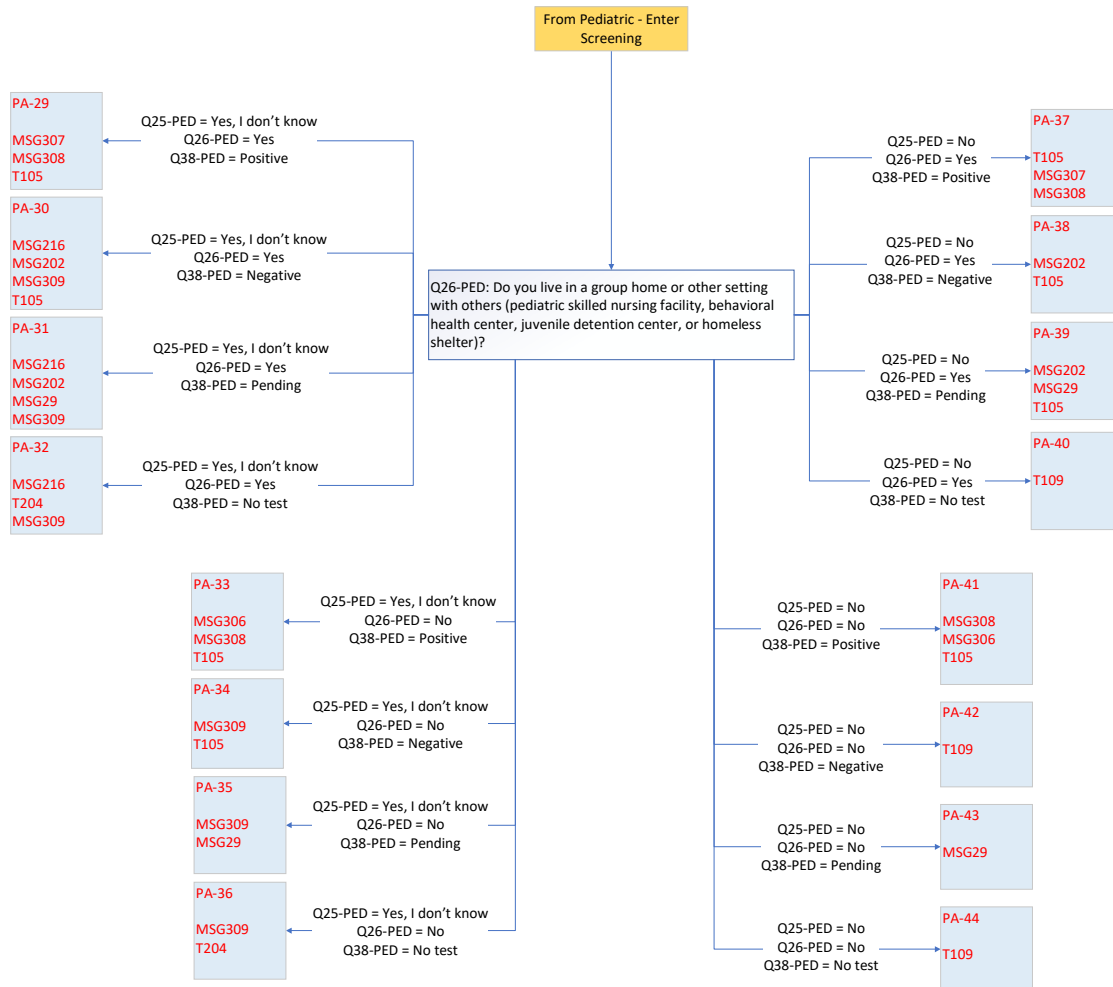 From Pediatric - Enter
Screening
PA-29
MSG307
MSG308
T105
Q25-PED = Yes, I don’t know
Q26-PED = Yes
Q38-PED = Positive
PA-30
MSG216
MSG202
MSG309
T105
Q25-PED = Yes, I don’t know
Q26-PED = Yes
Q38-PED = Negative
PA-31
MSG216
MSG202
MSG29
MSG309
Q25-PED = Yes, I don’t know
Q26-PED = Yes
Q38-PED = Pending
PA-32
MSG216
T204
MSG309
Q25-PED = Yes, I don’t know
Q26-PED = Yes
Q38-PED = No test
Q26-PED: Do you live in a group home or other setting
with others (pediatric skilled nursing facility, behavioral
health center, juvenile detention center, or homeless
shelter)?
Q25-PED = No
Q26-PED = Yes
Q38-PED = Positive
PA-37
T105
MSG307
MSG308
Q25-PED = No
Q26-PED = Yes
Q38-PED = Negative
PA-38
MSG202
T105
Q25-PED = No
Q26-PED = Yes
Q38-PED = Pending
PA-39
MSG202
MSG29
T105
Q25-PED = No
Q26-PED = Yes
Q38-PED = No test
PA-40
T109
PA-33
MSG306
MSG308
T105
Q25-PED = Yes, I don’t know
Q26-PED = No
Q38-PED = Positive
PA-34
MSG309
T105
Q25-PED = Yes, I don’t know
Q26-PED = No
Q38-PED = Negative
PA-35
MSG309
MSG29
Q25-PED = Yes, I don’t know
Q26-PED = No
Q38-PED = Pending
PA-36
MSG309
T204
Q25-PED = Yes, I don’t know
Q26-PED = No
Q38-PED = No test
Q25-PED = No
Q26-PED = No
Q38-PED = Positive
PA-41
MSG308
MSG306
T105
Q25-PED = No
Q26-PED = No
Q38-PED = Negative
PA-42
T109
Q25-PED = No
Q26-PED = No
Q38-PED = Pending
PA-43
MSG29
Q25-PED = No
Q26-PED = No
Q38-PED = No test
PA-44
T109